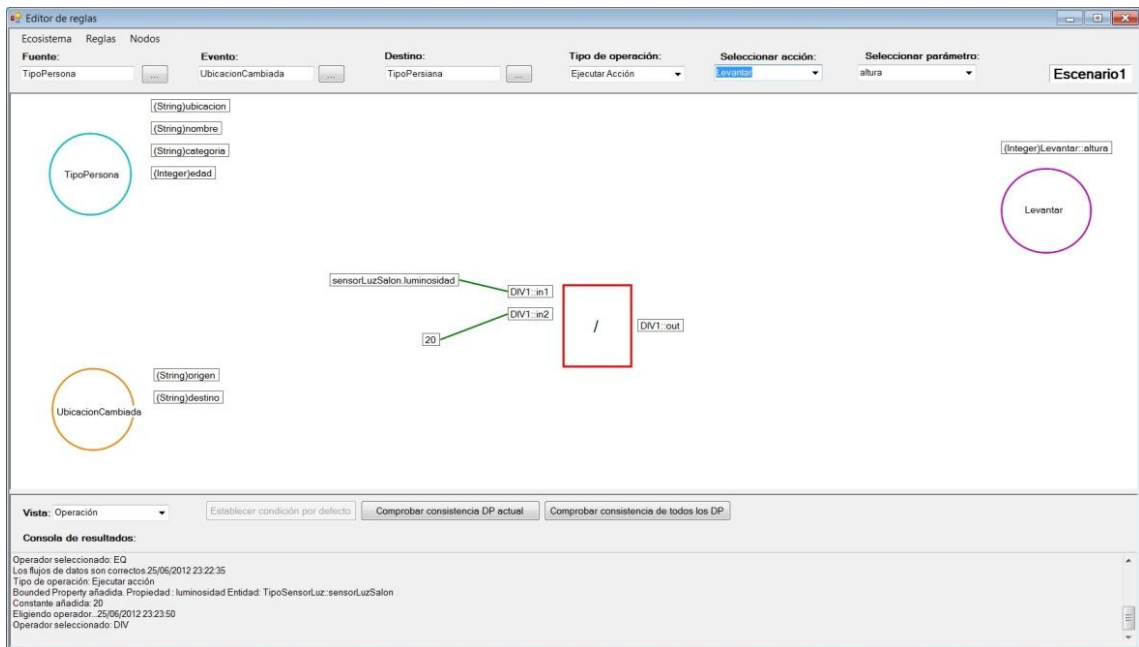 Editor de reglas
Ecosistema Reglas Nodos
Fuente: Evento: Destino: Tipo de operación: Seleccionar acción: Seleccionar parámetro:
TipoPersona ... UbicacionCambiada ... TipoPersiana ... Ejecutar Acción Levantar altura Escenario1
(String)ubicacion
(String)nombre
(String)categoria
(Integer)edad
TipoPersona
(Integer)Levantar::altura
Levantar
sensorLuzSalon.luminosidad
DIV1::in1
DIV1::in2
20
/
DIV1::out
(String)origen
(String)destino
UbicacionCambiada
Vista: Operación Establecer condición por defecto Comprobar consistencia DP actual Comprobar consistencia de todos los DP
Consola de resultados:
Operador seleccionado: EQ
Los flujos de datos son correctos.25/06/2012 23:22:35
Tipo de operación: Ejecutar acción
Bounded Property añadida. Propiedad : luminosidad Entidad: TipoSensorLuz::sensorLuzSalon
Constante añadida: 20
Eligiendo operador...25/06/2012 23:23:50
Operador seleccionado: DIV